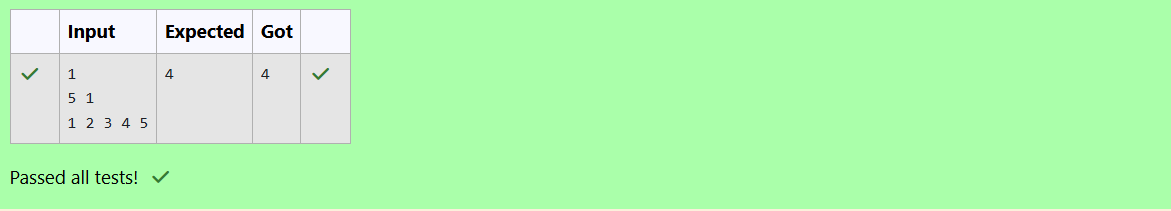 Input Expected Got
1 4 4
5 1
1 2 3 4 5
Passed all tests!